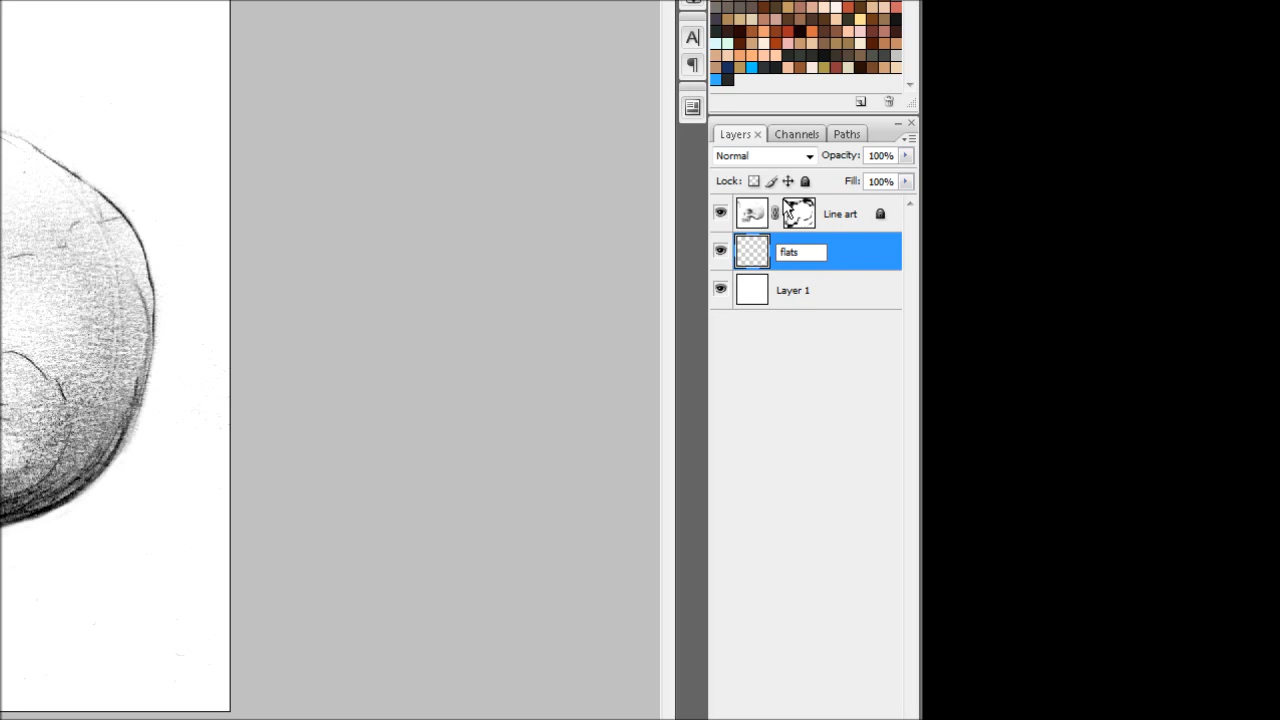 A
Layers Channels Paths
Normal Opacity: 100%
Lock: Fill: 100%
Line art
flats
Layer 1